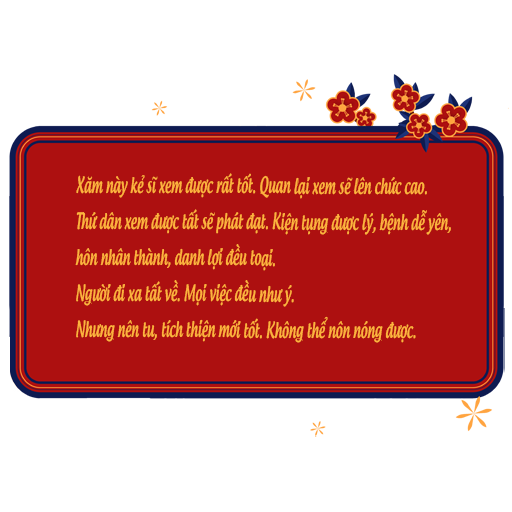 Xăm này kẻ sĩ xem được rất tốt. Quan lại xem sẽ lên chức cao.
Thứ dân xem được tất sẽ phát đạt. Kiện tụng được lý, bệnh dễ yên,
hôn nhân thành, danh lợi đều toại.
Người đi xa tất về. Mọi việc đều như ý.
Nhưng nên tu, tích thiện mới tốt. Không thể nôn nóng được.